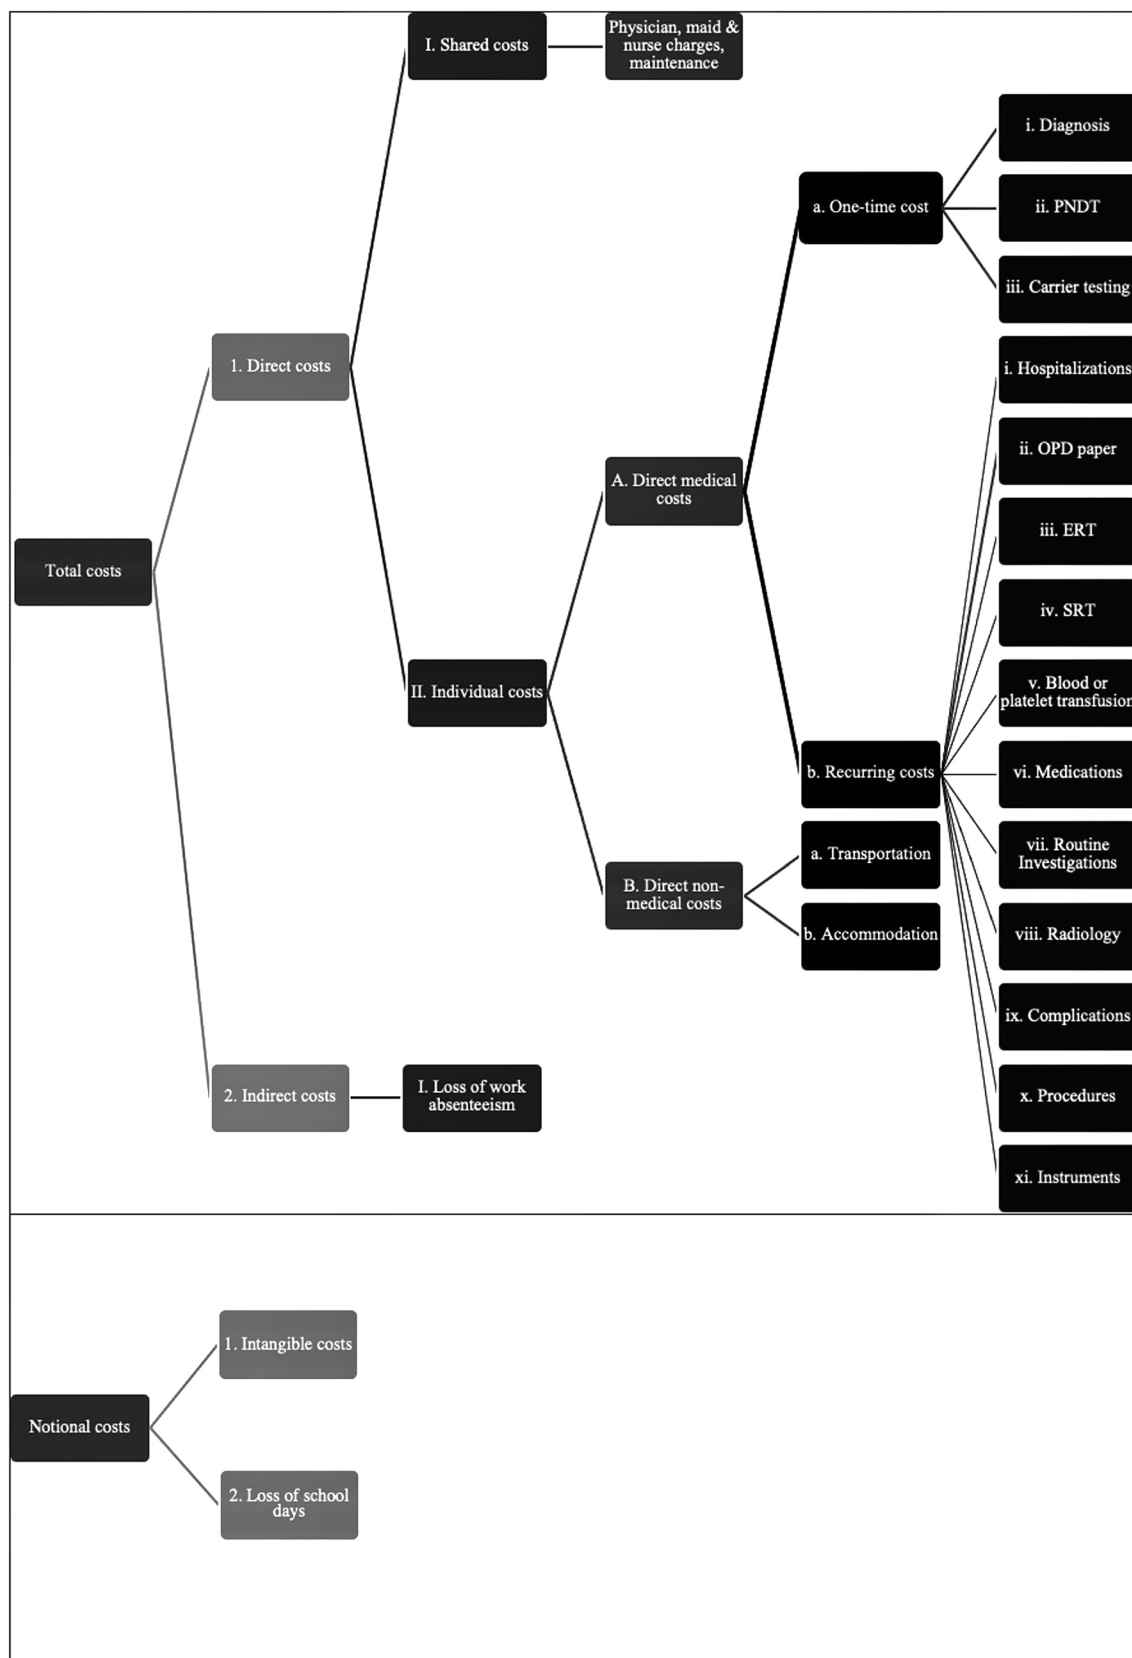 I. Shared costs
Physician, maid &
nurse charges,
maintenance
i. Diagnosis
a. One-time cost
ii. PNDT
iii. Carrier testing
1. Direct costs
i. Hospitalizations
ii. OPD paper
A. Direct medical
costs
iii. ERT
Total costs
iv. SRT
II. Individual costs
v. Blood or
platelet transfusion
b. Recurring costs
vi. Medications
a. Transportation
vii. Routine
Investigations
B. Direct non-
medical costs
b. Accommodation
viii. Radiology
ix. Complications
2. Indirect costs
I. Loss of work
absenteeism
x. Procedures
xi. Instruments
1. Intangible costs
Notional costs
2. Loss of school
days